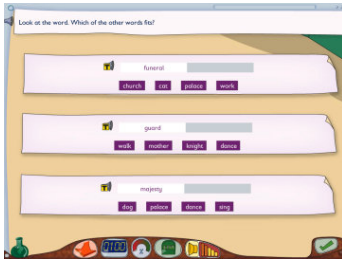 Look at the word. Which of the other words fits?
funeral
church cat palace work
guard
walk mother knight dance
majesty
dog palace dance sing